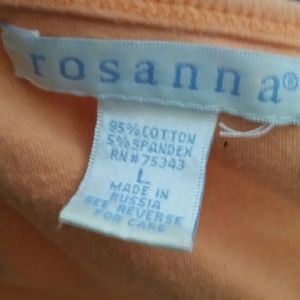 rosanna®
95% COTTON
5% SPANDEX
RN# 75343
L
MADE IN
RUSSIA
SEE REVERSE
FOR CARE